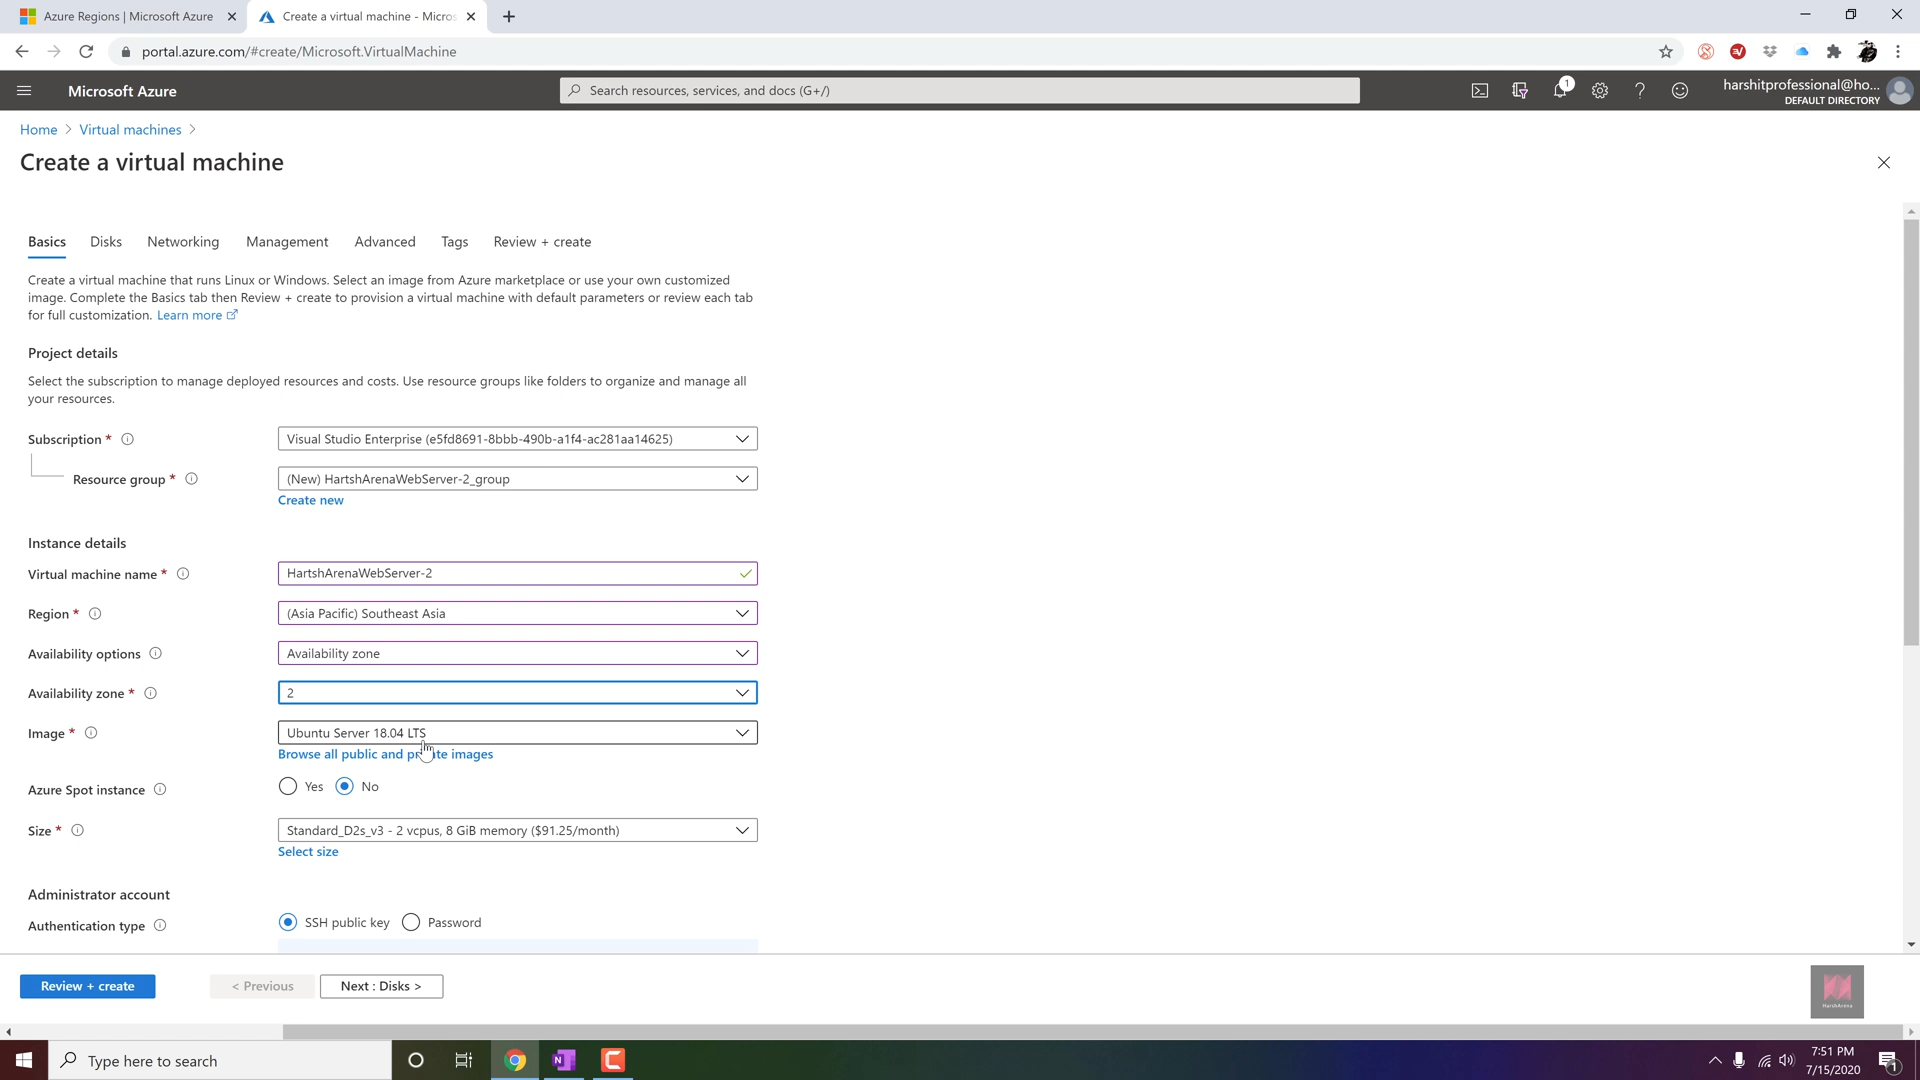 Azure Regions | Microsoft Azure
Create a virtual machine - Micros
portal.azure.com/#create/Microsoft.VirtualMachine
Microsoft Azure
Search resources, services, and docs (G+/)
1
harshitprofessional@ho...
DEFAULT DIRECTORY
Home > Virtual machines >
Create a virtual machine
Basics Disks Networking Management Advanced Tags Review + create
Create a virtual machine that runs Linux or Windows. Select an image from Azure marketplace or use your own customized
image. Complete the Basics tab then Review + create to provision a virtual machine with default parameters or review each tab
for full customization. Learn more
Project details
Select the subscription to manage deployed resources and costs. Use resource groups like folders to organize and manage all
your resources.
Subscription * Visual Studio Enterprise (e5fd8691-8bbb-490b-a1f4-ac281aa14625)
Resource group * (New) HartshArenaWebServer-2_group
Create new
Instance details
Virtual machine name * HartshArenaWebServer-2
Region * (Asia Pacific) Southeast Asia
Availability options Availability zone
Availability zone * 2
Image * Ubuntu Server 18.04 LTS
Browse all public and private images
Azure Spot instance Yes No
Size * Standard_D2s_v3 - 2 vcpus, 8 GiB memory ($91.25/month)
Select size
Administrator account
Authentication type SSH public key Password
Review + create < Previous Next : Disks >
HarshArena
Type here to search
7:51 PM
7/15/2020
1